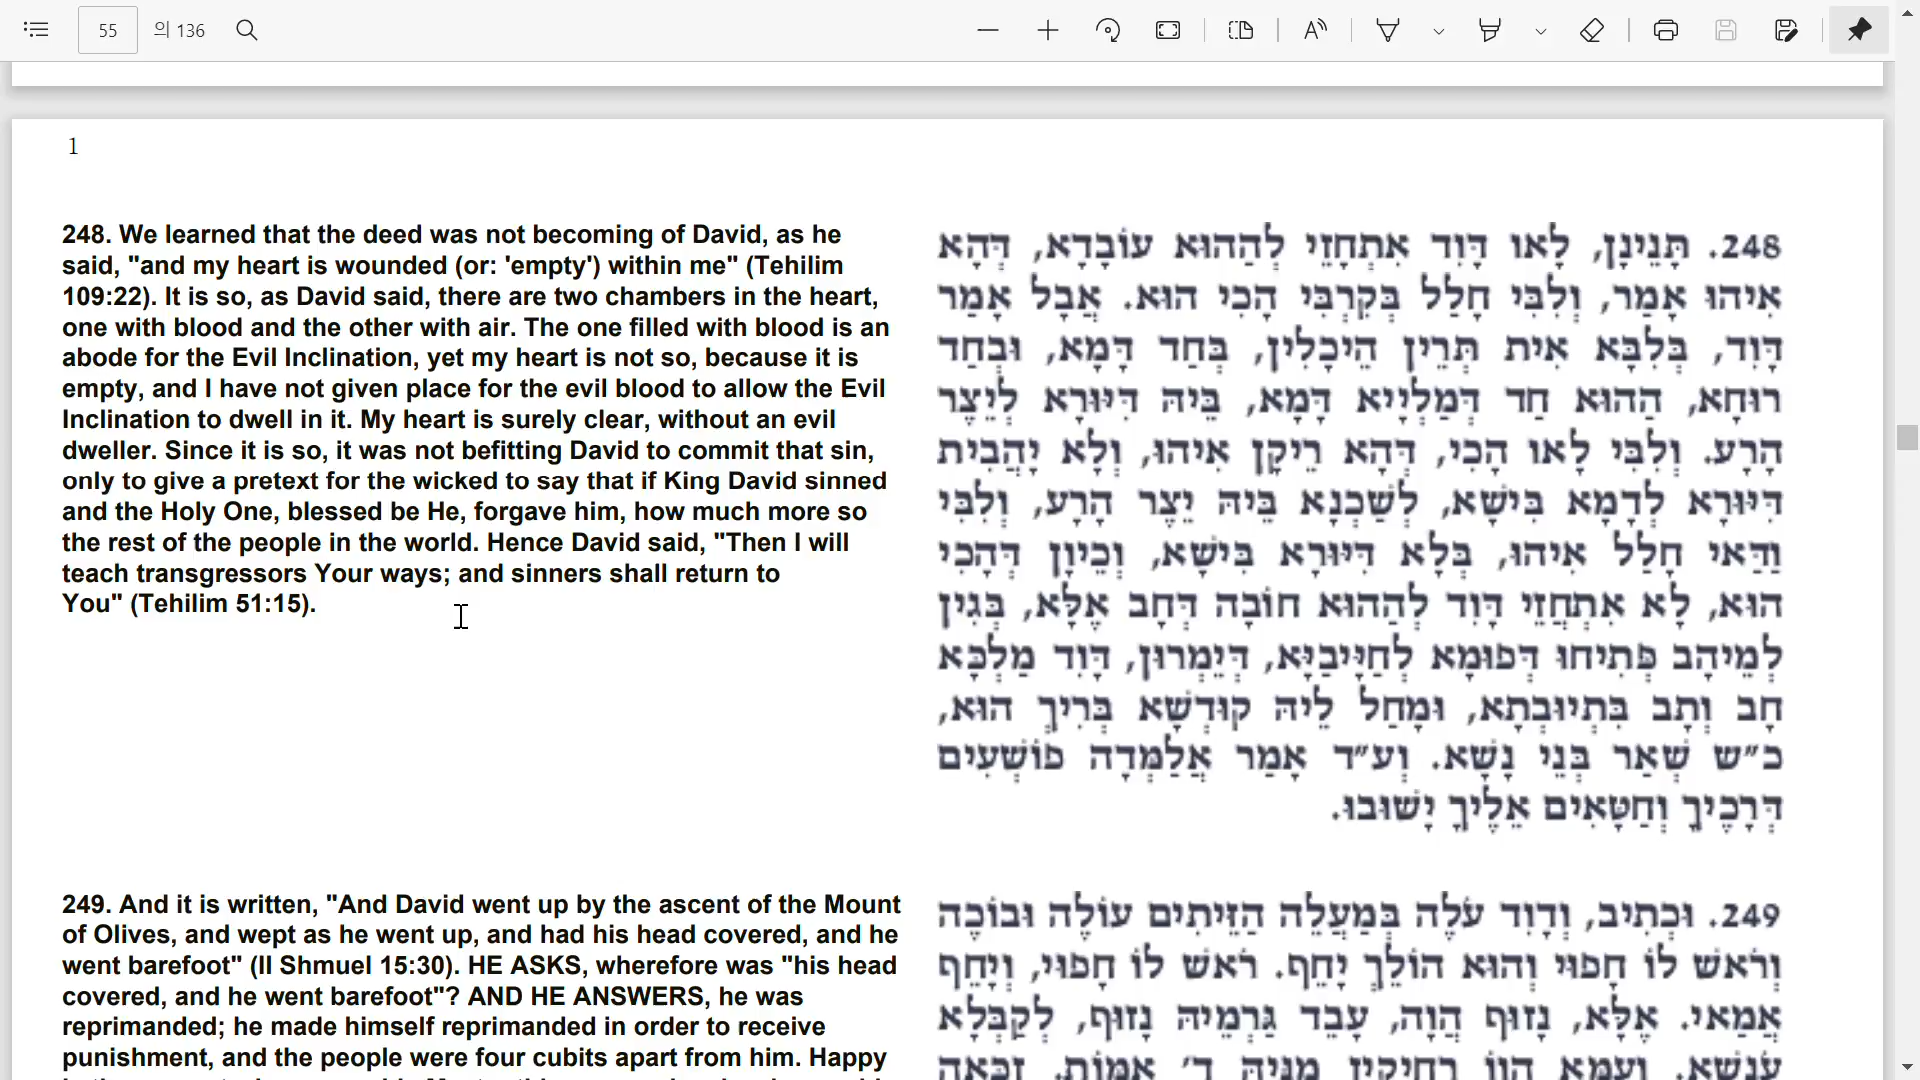 55
의 136
1
248. We learned that the deed was not becoming of David, as he
said, "and my heart is wounded (or: 'empty') within me" (Tehilim
109:22). It is so, as David said, there are two chambers in the heart,
one with blood and the other with air. The one filled with blood is an
abode for the Evil Inclination, yet my heart is not so, because it is
empty, and I have not given place for the evil blood to allow the Evil
Inclination to dwell in it. My heart is surely clear, without an evil
dweller. Since it is so, it was not befitting David to commit that sin,
only to give a pretext for the wicked to say that if King David sinned
and the Holy One, blessed be He, forgave him, how much more so
the rest of the people in the world. Hence David said, "Then I will
teach transgressors Your ways; and sinners shall return to
You" (Tehilim 51:15).
248. תָּנֵינָן, לָאו דָּוִד אִתְחָזֵי לְהַהוּא עוֹבָדָא, דְּהָא
אִיהוּ אָמַר, וְלִבִּי חָלַל בְּקִרְבִּי הָכִי הוּא. אֲבָל אָמַר
דָּוִד, בְּלִבָּא אִית תְּרֵין הֵיכָלִין, בְּחַד דָּמָא, וּבְחַד
רוּחָא, הַהוּא חַד דְּמַלְיָיא דָּמָא, בֵּיהּ דִּיּוּרָא לְיֵצֶר
הָרָע. וְלִבִּי לָאו הָכִי, דְּהָא רֵיקָן אִיהוּ, וְלָא יָהֲבִית
דִּיּוּרָא לְדָמָא בִּישָׁא, לְשַׁכְנָא בֵּיהּ יֵצֶר הָרָע, וְלִבִּי
וַדַּאי חָלַל אִיהוּ, בְּלָא דִּיּוּרָא בִּישָׁא, וְכֵיוָן דְּהָכִי
הוּא, לָא אִתְחֲזֵי דָּוִד לְהַהוּא חוֹבָה דְּחָב אֶלָּא, בְּגִין
לְמֵיהָב פְּתִיחוּ דְּפוּמָא לְחַיָּיבַיָּא, דְּיֵמְרוּן, דָּוִד מַלְכָּא
חָב וְתָב בִּתְיוּבְתָא, וּמָחַל לֵיהּ קוּדְשָׁא בְּרִיךְ הוּא,
כ״ש שְׁאַר בְּנֵי נָשָׁא. וְע״ד אָמַר אֲלַמְּדָה פוֹשְׁעִים
דְּרָכֶיךָ וְחַטָּאִים אֵלֶיךָ יָשׁוּבוּ.
249. And it is written, "And David went up by the ascent of the Mount
of Olives, and wept as he went up, and had his head covered, and he
went barefoot" (II Shmuel 15:30). HE ASKS, wherefore was "his head
covered, and he went barefoot"? AND HE ANSWERS, he was
reprimanded; he made himself reprimanded in order to receive
punishment, and the people were four cubits apart from him. Happy
249. וּכְתִיב, וְדָוִד עֹלֶה בְּמַעֲלֵה הַזֵּיתִים עוֹלֶה וּבוֹכֶה
וְרֹאשׁ לוֹ חָפוּי וְהוּא הוֹלֵךְ יָחֵף. רֹאשׁ לוֹ חָפוּי, וְיָחֵף
אֲמַאי. אֶלָּא, נָזוּף הֲוָה, עָבֵד גַּרְמֵיהּ נָזוּף, לְקַבְּלָא
עֹנְשָׁא. וְעַמָּא הֲווֹ רְחִיקִין מִנֵּיהּ ד׳ אַמּוֹת. זַכָּאָה